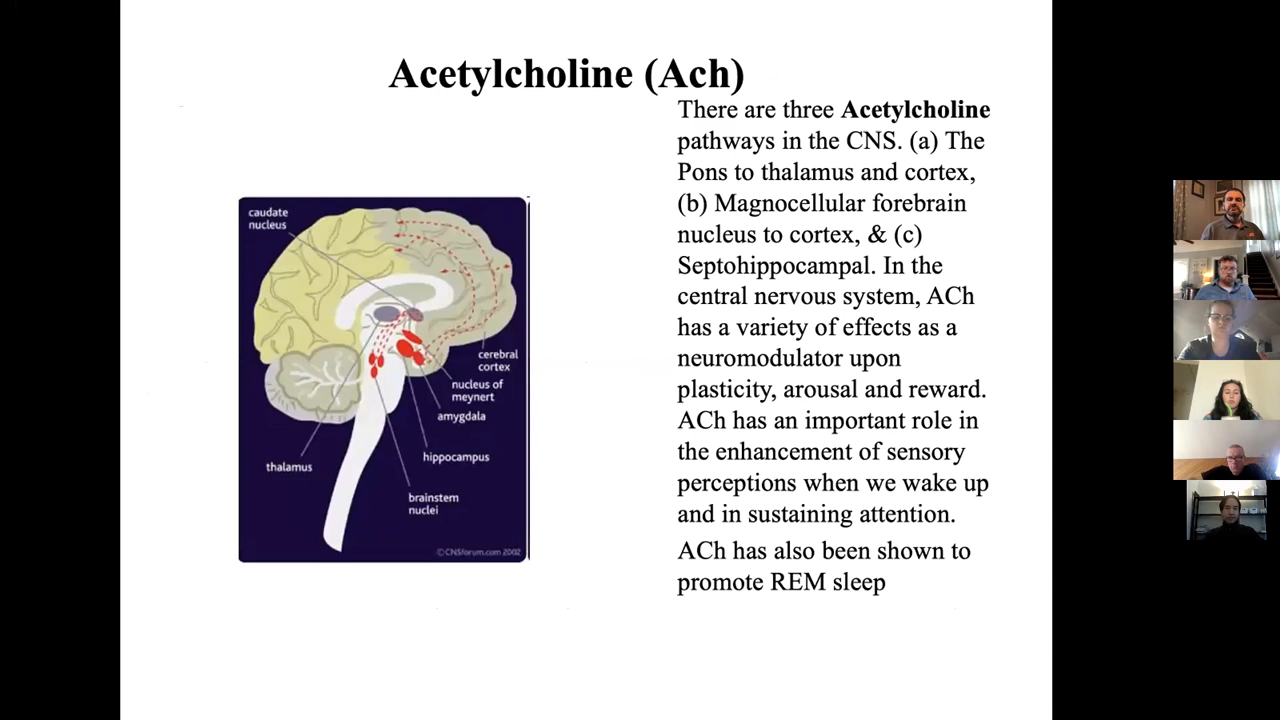 Acetylcholine (Ach)
There are three Acetylcholine
pathways in the CNS. (a) The
Pons to thalamus and cortex,
(b) Magnocellular forebrain
nucleus to cortex, & (c)
Septohippocampal. In the
central nervous system, ACh
has a variety of effects as a
neuromodulator upon
plasticity, arousal and reward.
ACh has an important role in
the enhancement of sensory
perceptions when we wake up
and in sustaining attention.
ACh has also been shown to
promote REM sleep
caudate
nucleus
cerebral
cortex
nucleus of
meynert
amygdala
hippocampus
thalamus
brainstem
nuclei
©CNSforum.com 2002